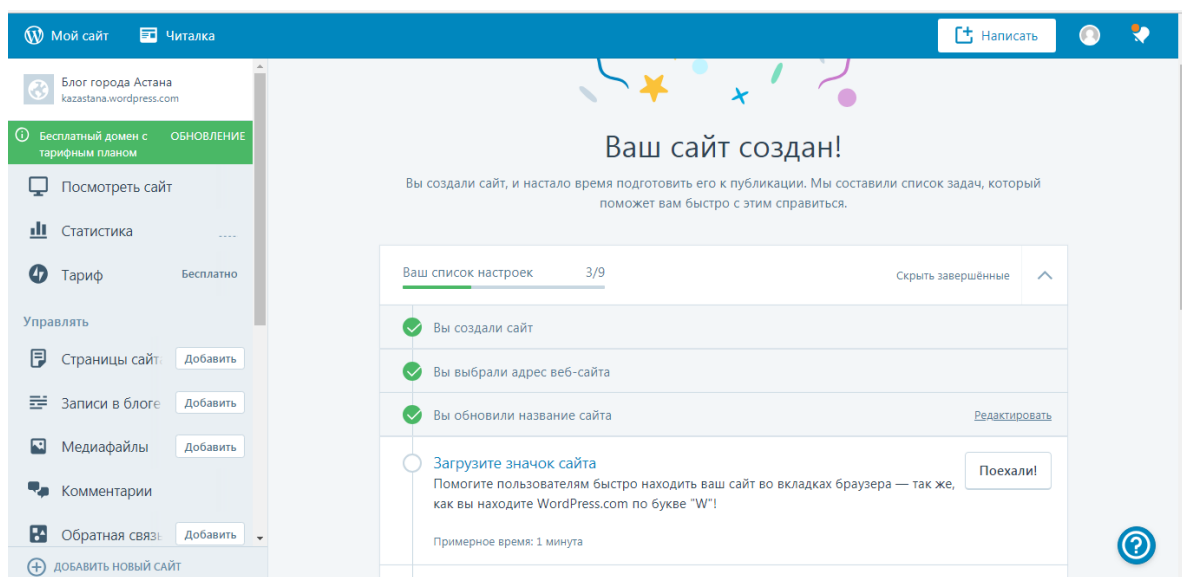 Мой сайт
Читалка
Написать
Блог города Астана
kazastana.wordpress.com
Бесплатный домен с
тарифным планом
ОБНОВЛЕНИЕ
Посмотреть сайт
Статистика
Тариф
Бесплатно
Управлять
Страницы сайт
Добавить
Записи в блоге
Добавить
Медиафайлы
Добавить
Комментарии
Обратная связь
Добавить
ДОБАВИТЬ НОВЫЙ САЙТ
Ваш сайт создан!
Вы создали сайт, и настало время подготовить его к публикации. Мы составили список задач, который
поможет вам быстро с этим справиться.
Ваш список настроек 3/9
Скрыть завершённые
Вы создали сайт
Вы выбрали адрес веб-сайта
Вы обновили название сайта
Редактировать
Загрузите значок сайта
Помогите пользователям быстро находить ваш сайт во вкладках браузера — так же,
как вы находите WordPress.com по букве "W"!
Поехали!
Примерное время: 1 минута